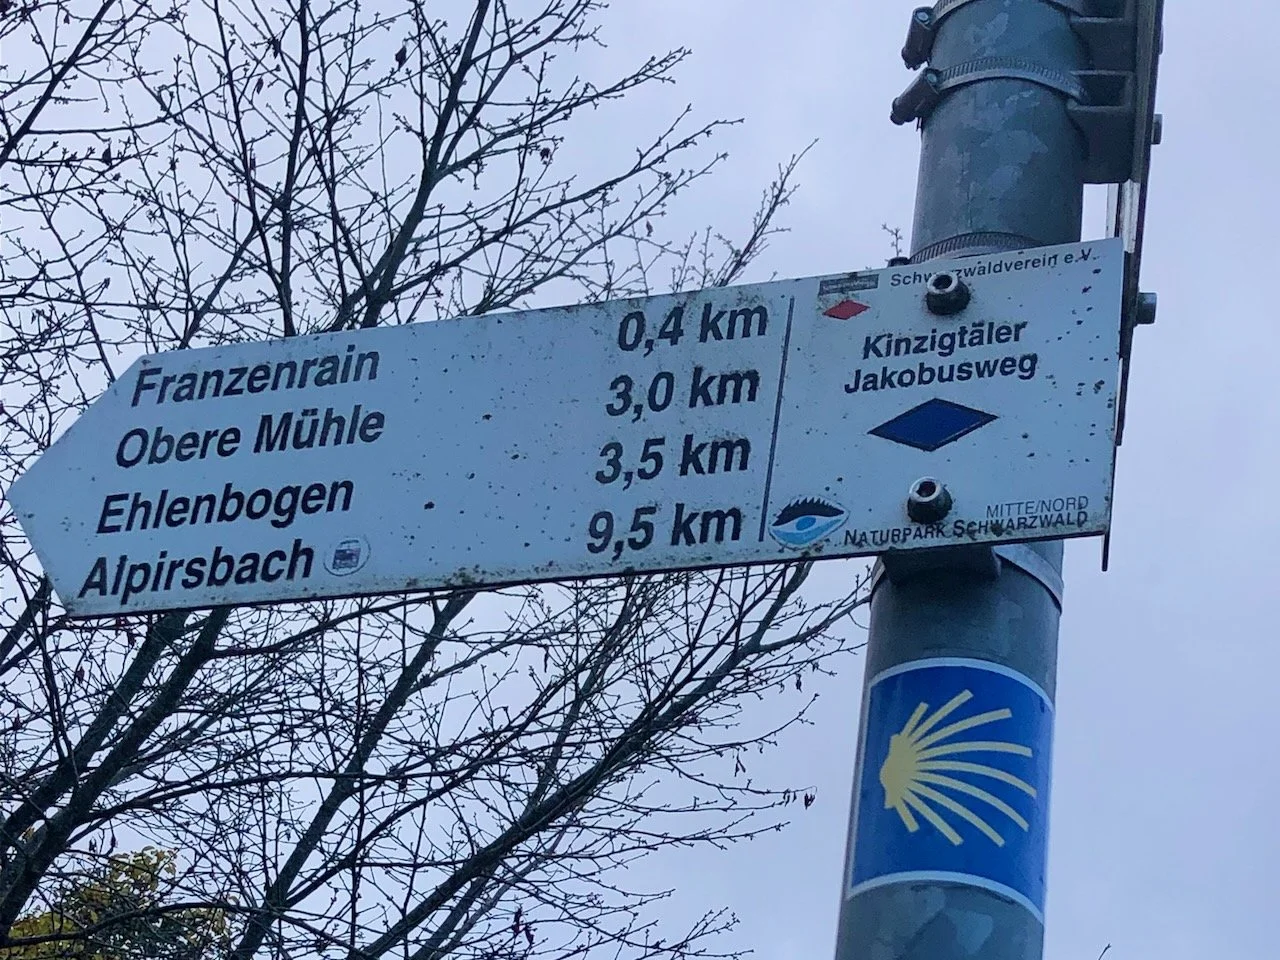 Franzenrain 0,4 km
Obere Mühle 3,0 km
Ehlenbogen 3,5 km
Alpirsbach 9,5 km
Schwarzwaldverein e.V.
Kinzigtäler
Jakobusweg
MITTE/NORD
NATURPARK SCHWARZWALD